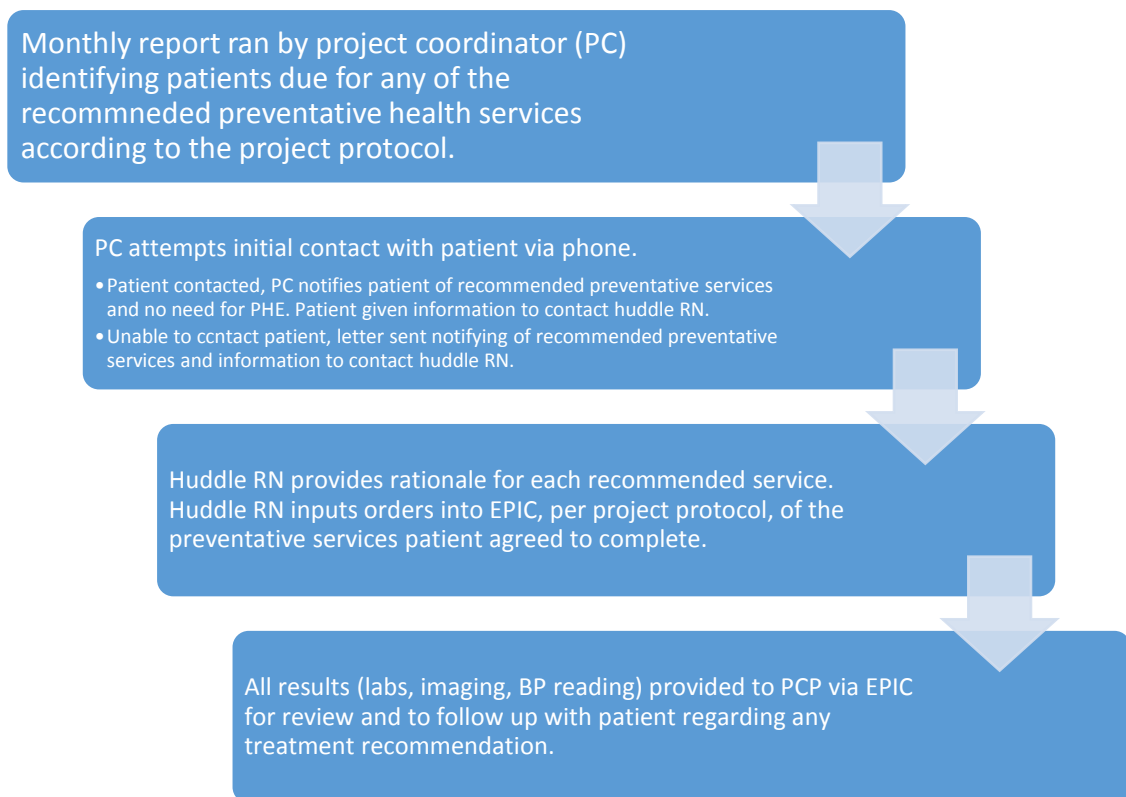 Monthly report ran by project coordinator (PC)
identifying patients due for any of the
recommneded preventative health services
according to the project protocol.
PC attempts initial contact with patient via phone.
•Patient contacted, PC notifies patient of recommended preventative services
and no need for PHE. Patient given information to contact huddle RN.
•Unable to ccntact patient, letter sent notifying of recommended preventative
services and information to contact huddle RN.
Huddle RN provides rationale for each recommended service.
Huddle RN inputs orders into EPIC, per project protocol, of the
preventative services patient agreed to complete.
All results (labs, imaging, BP reading) provided to PCP via EPIC
for review and to follow up with patient regarding any
treatment recommendation.